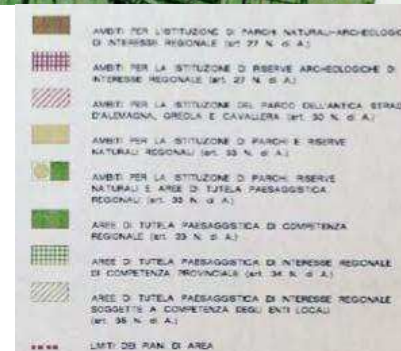 AMBITI PER L'ISTITUZIONE DI PARCHI NATURALI-ARCHEOLOGIC
DI INTERESSE REGIONALE (art. 27 N. di A.)
AMBITI PER LA ISTITUZIONE DI RISERVE ARCHEOLOGICHE DI
INTERESSE REGIONALE (art. 27 N. di A.)
AMBITI PER LA ISTITUZIONE DEL PARCO DELL'ANTICA STRAD
D'ALEMAGNA, GREOLA E CAVALLERA (art. 30 N. di A.)
AMBITI PER LA ISTITUZIONE DI PARCHI E RISERVE
NATURALI REGIONALI (art. 33 N. di A.)
AMBITI PER LA ISTITUZIONE DI PARCHI, RISERVE
NATURALI E AREE DI TUTELA PAESAGGISTICA
REGIONALI (art. 33 N. di A.)
AREE DI TUTELA PAESAGGISTICA DI COMPETENZA
REGIONALE (art. 33 N. di A.)
AREE DI TUTELA PAESAGGISTICA DI INTERESSE REGIONALE
DI COMPETENZA PROVINCIALE (art. 34 N. di A.)
AREE DI TUTELA PAESAGGISTICA DI INTERESSE REGIONALE
SOGGETTE A COMPETENZA DEGLI ENTI LOCALI
(art. 35 N. di A.)
LIMITI DEI PIANI DI AREA